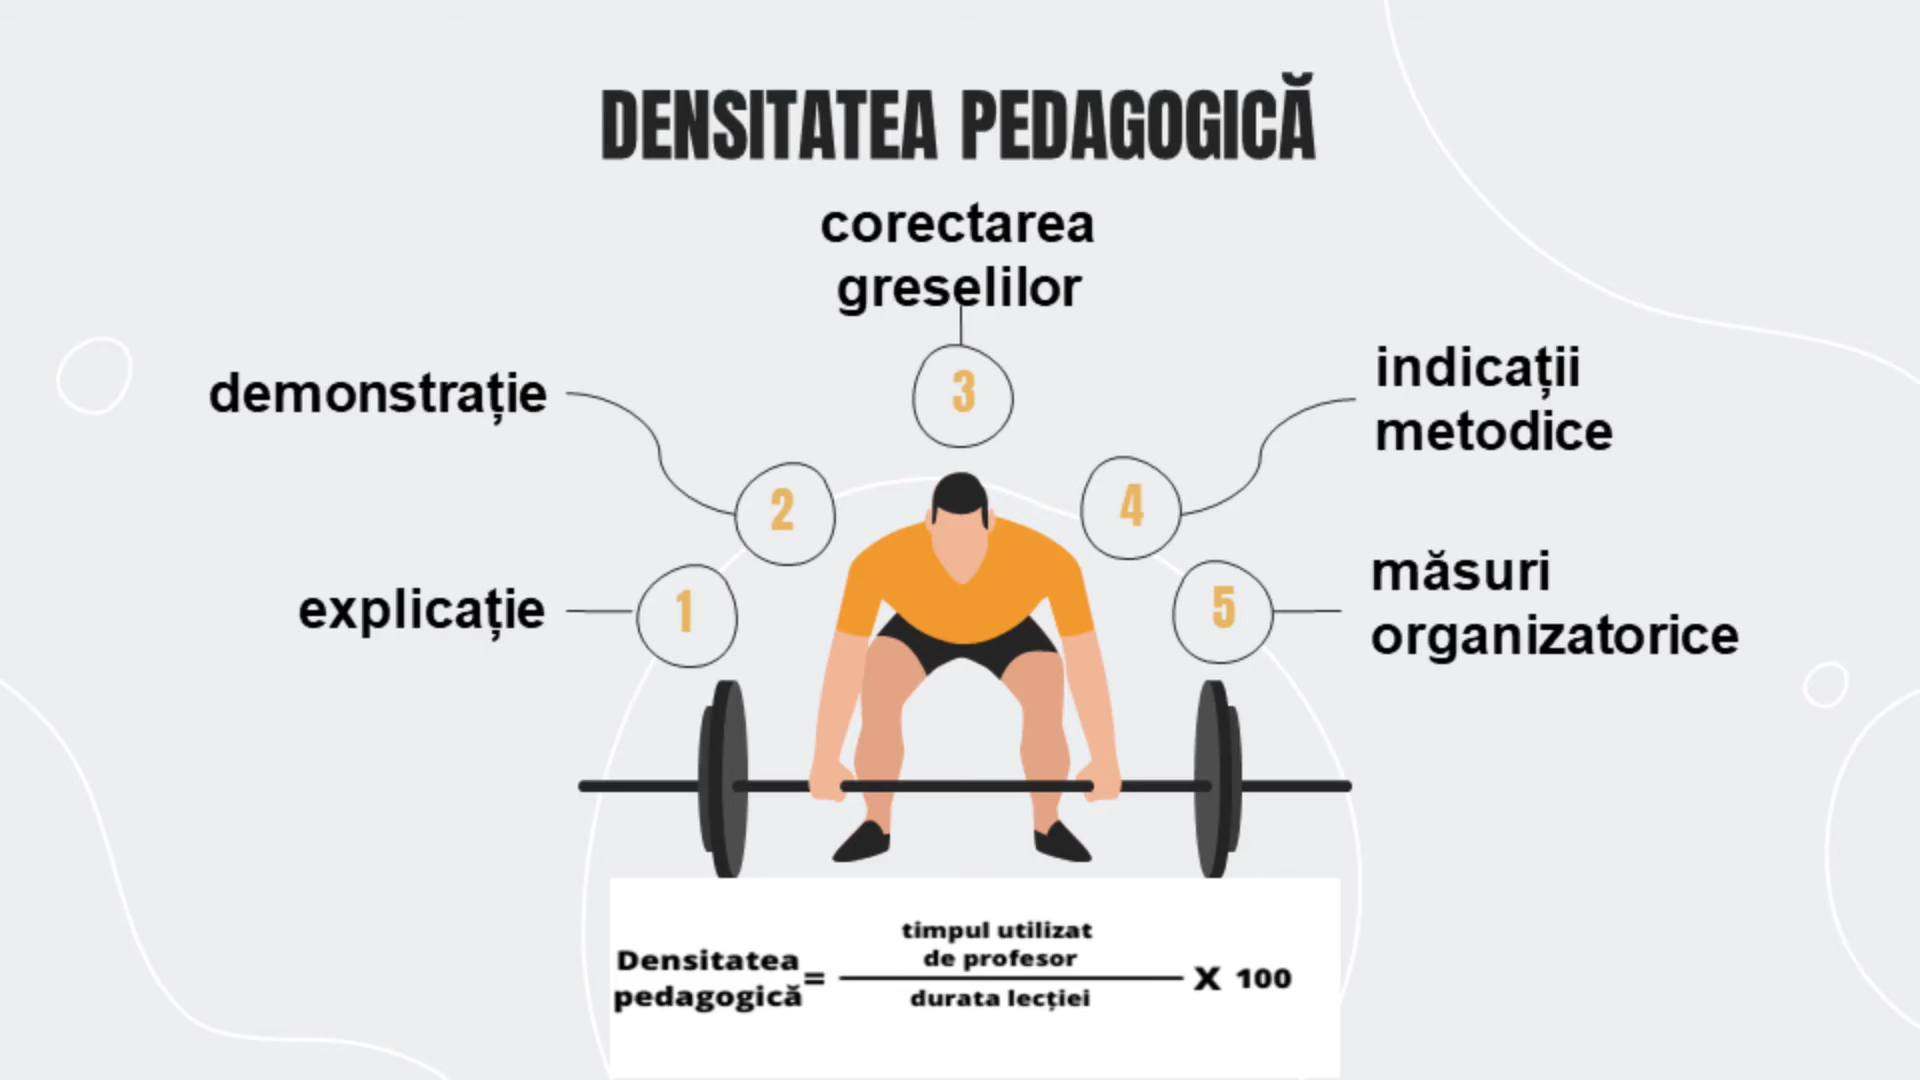 DENSITATEA PEDAGOGICĂ
corectarea
greselilor
demonstrație
indicații
metodice
explicație
măsuri
organizatorice
3
2
4
1
5
timpul utilizat
de profesor
Densitatea
pedagogică
=
X 100
durata lecției